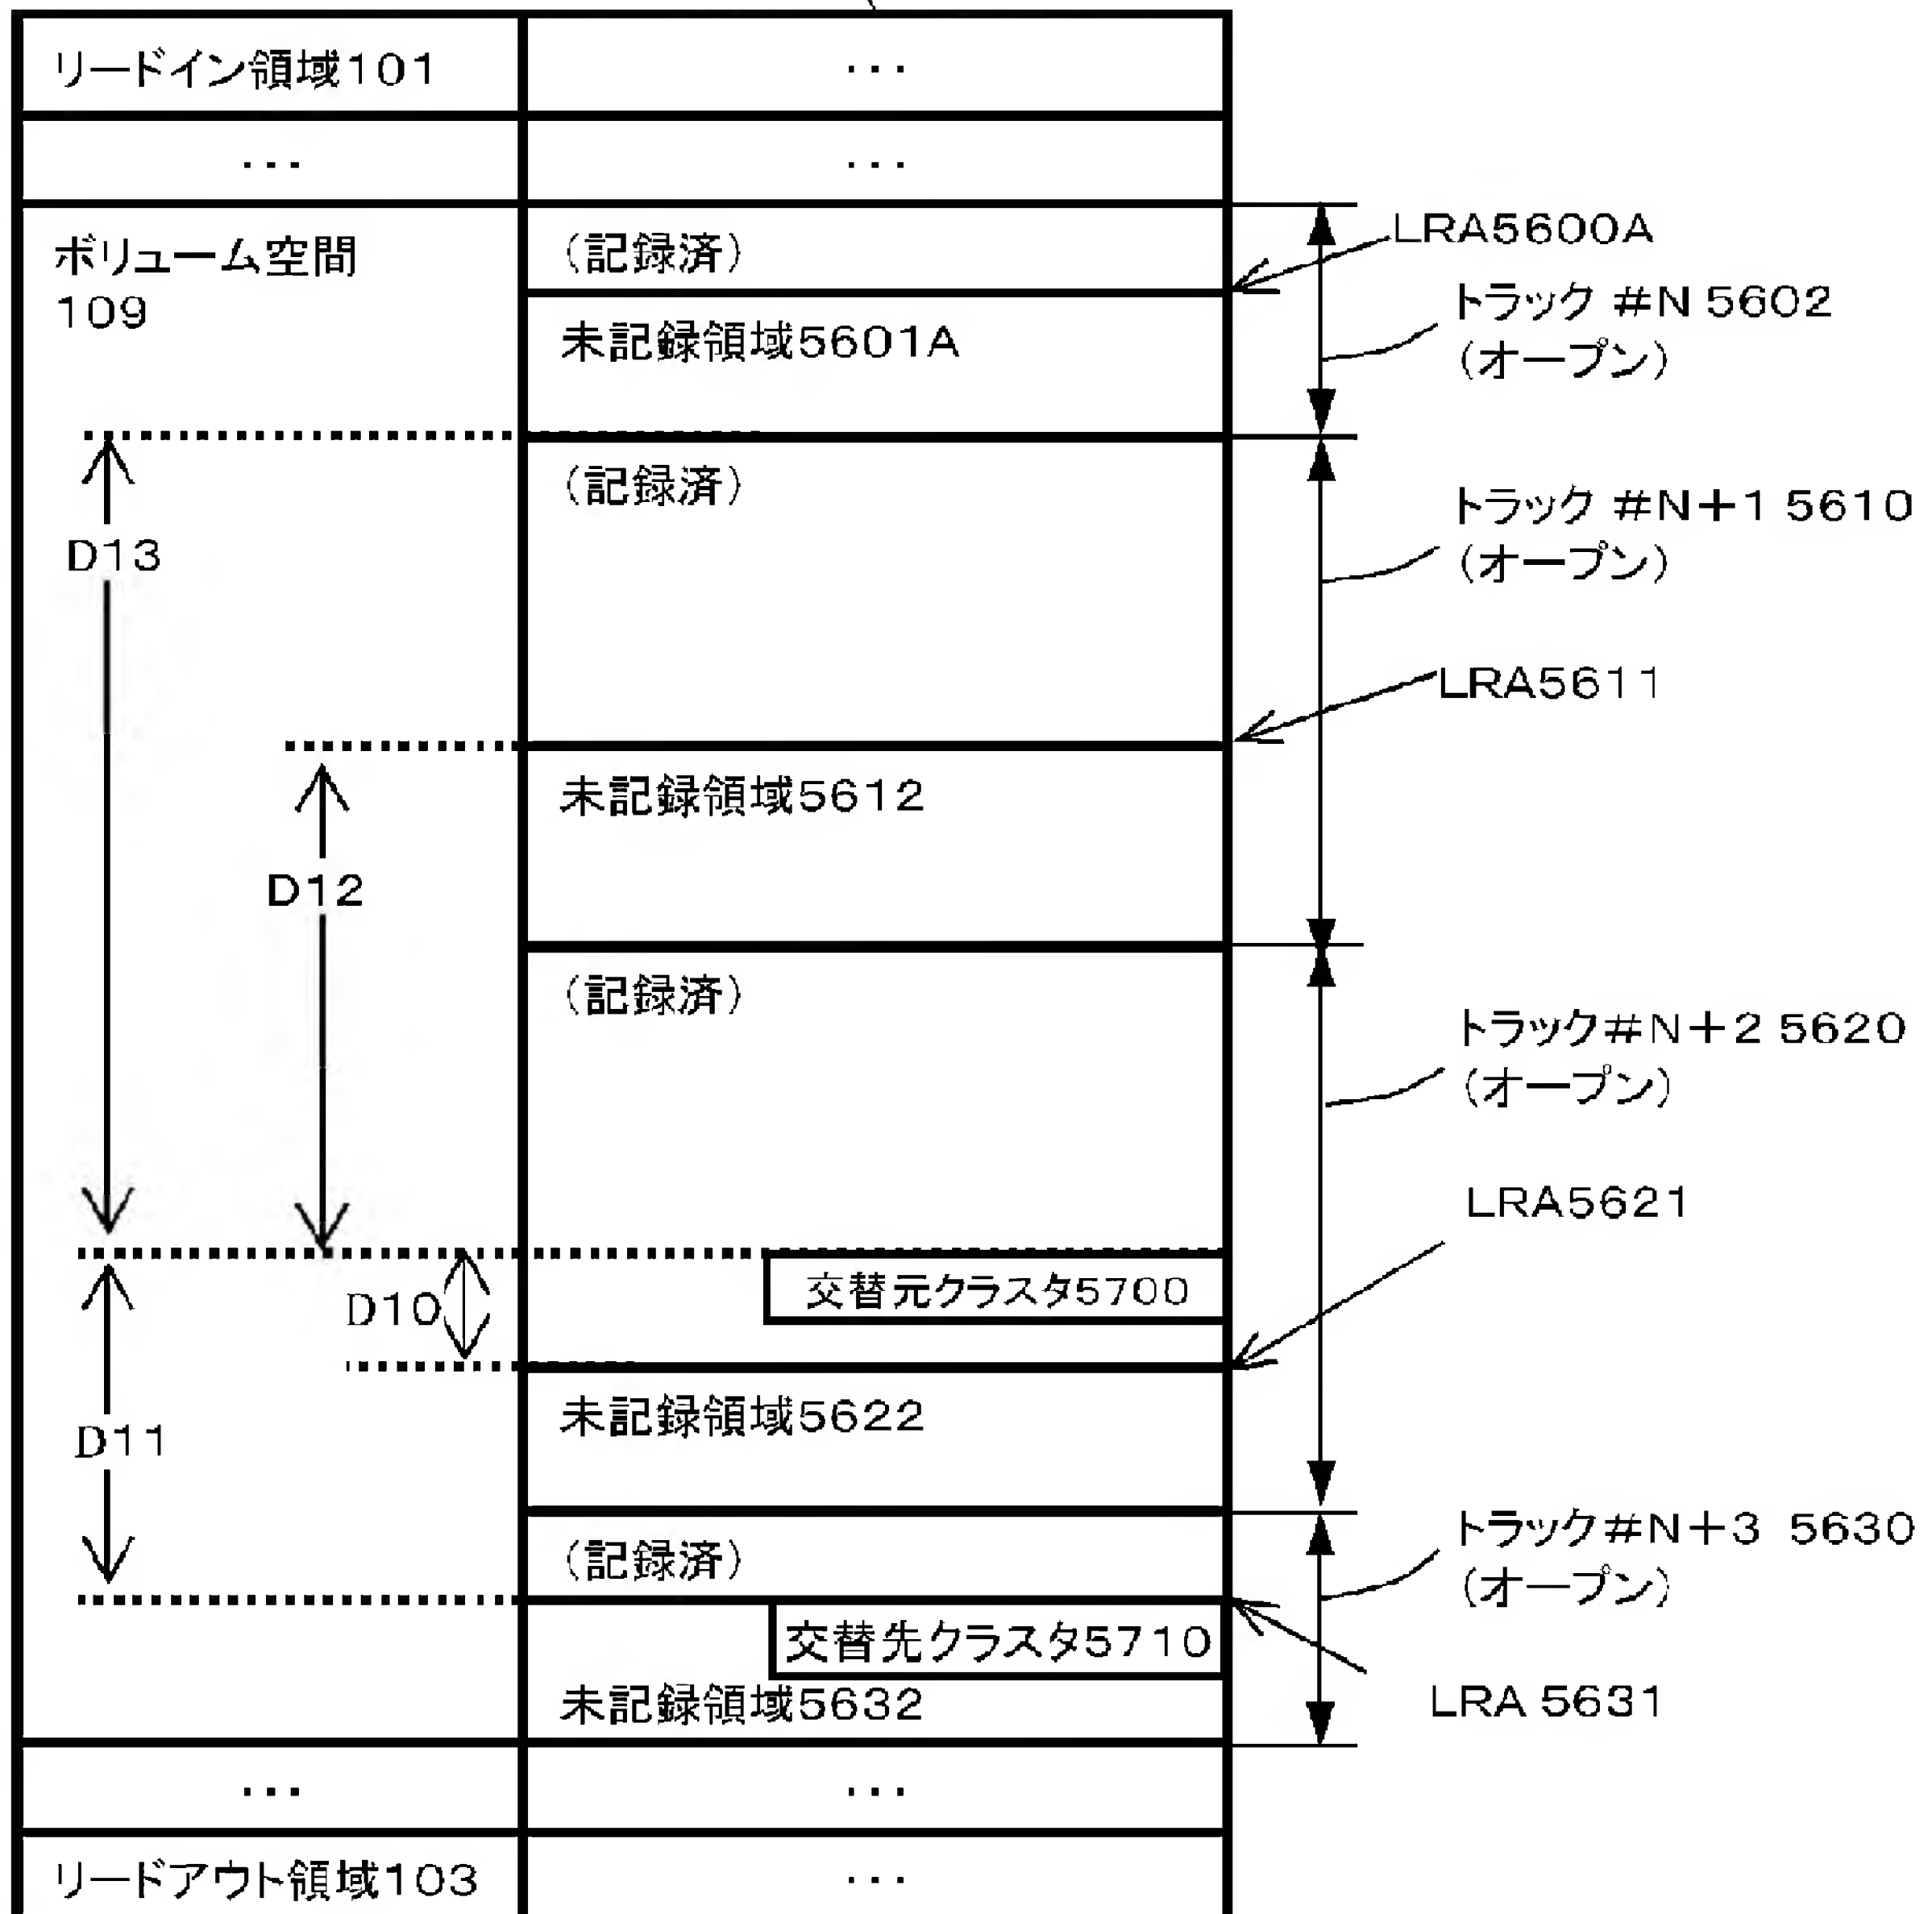 リードイン領域101
・・・
・・・
・・・
ボリューム空間
109
(記録済)
LRA5600A
未記録領域5601A
トラック #N 5602
(オープン)
(記録済)
D13
トラック #N+1 5610
(オープン)
LRA5611
未記録領域5612
D12
(記録済)
トラック#N+2 5620
(オープン)
LRA5621
交替元クラスタ5700
D10
未記録領域5622
D11
トラック#N+3 5630
(オープン)
(記録済)
交替先クラスタ5710
未記録領域5632
LRA 5631
・・・
・・・
リードアウト領域103
・・・